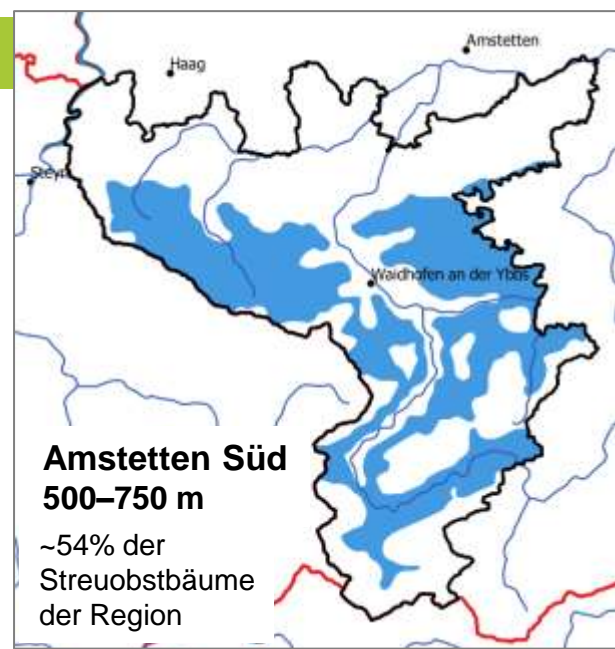 Amstetten
Haag
Steyr
Waidhofen an der Ybbs
Amstetten Süd
500–750 m
~54% der
Streuobstbäume
der Region